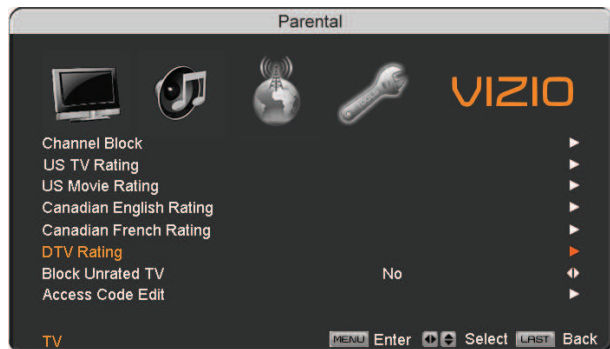 Parental
VIZIO
Channel Block
US TV Rating
US Movie Rating
Canadian English Rating
Canadian French Rating
DTV Rating
Block Unrated TV No
Access Code Edit
TV MENU Enter Select LAST Back